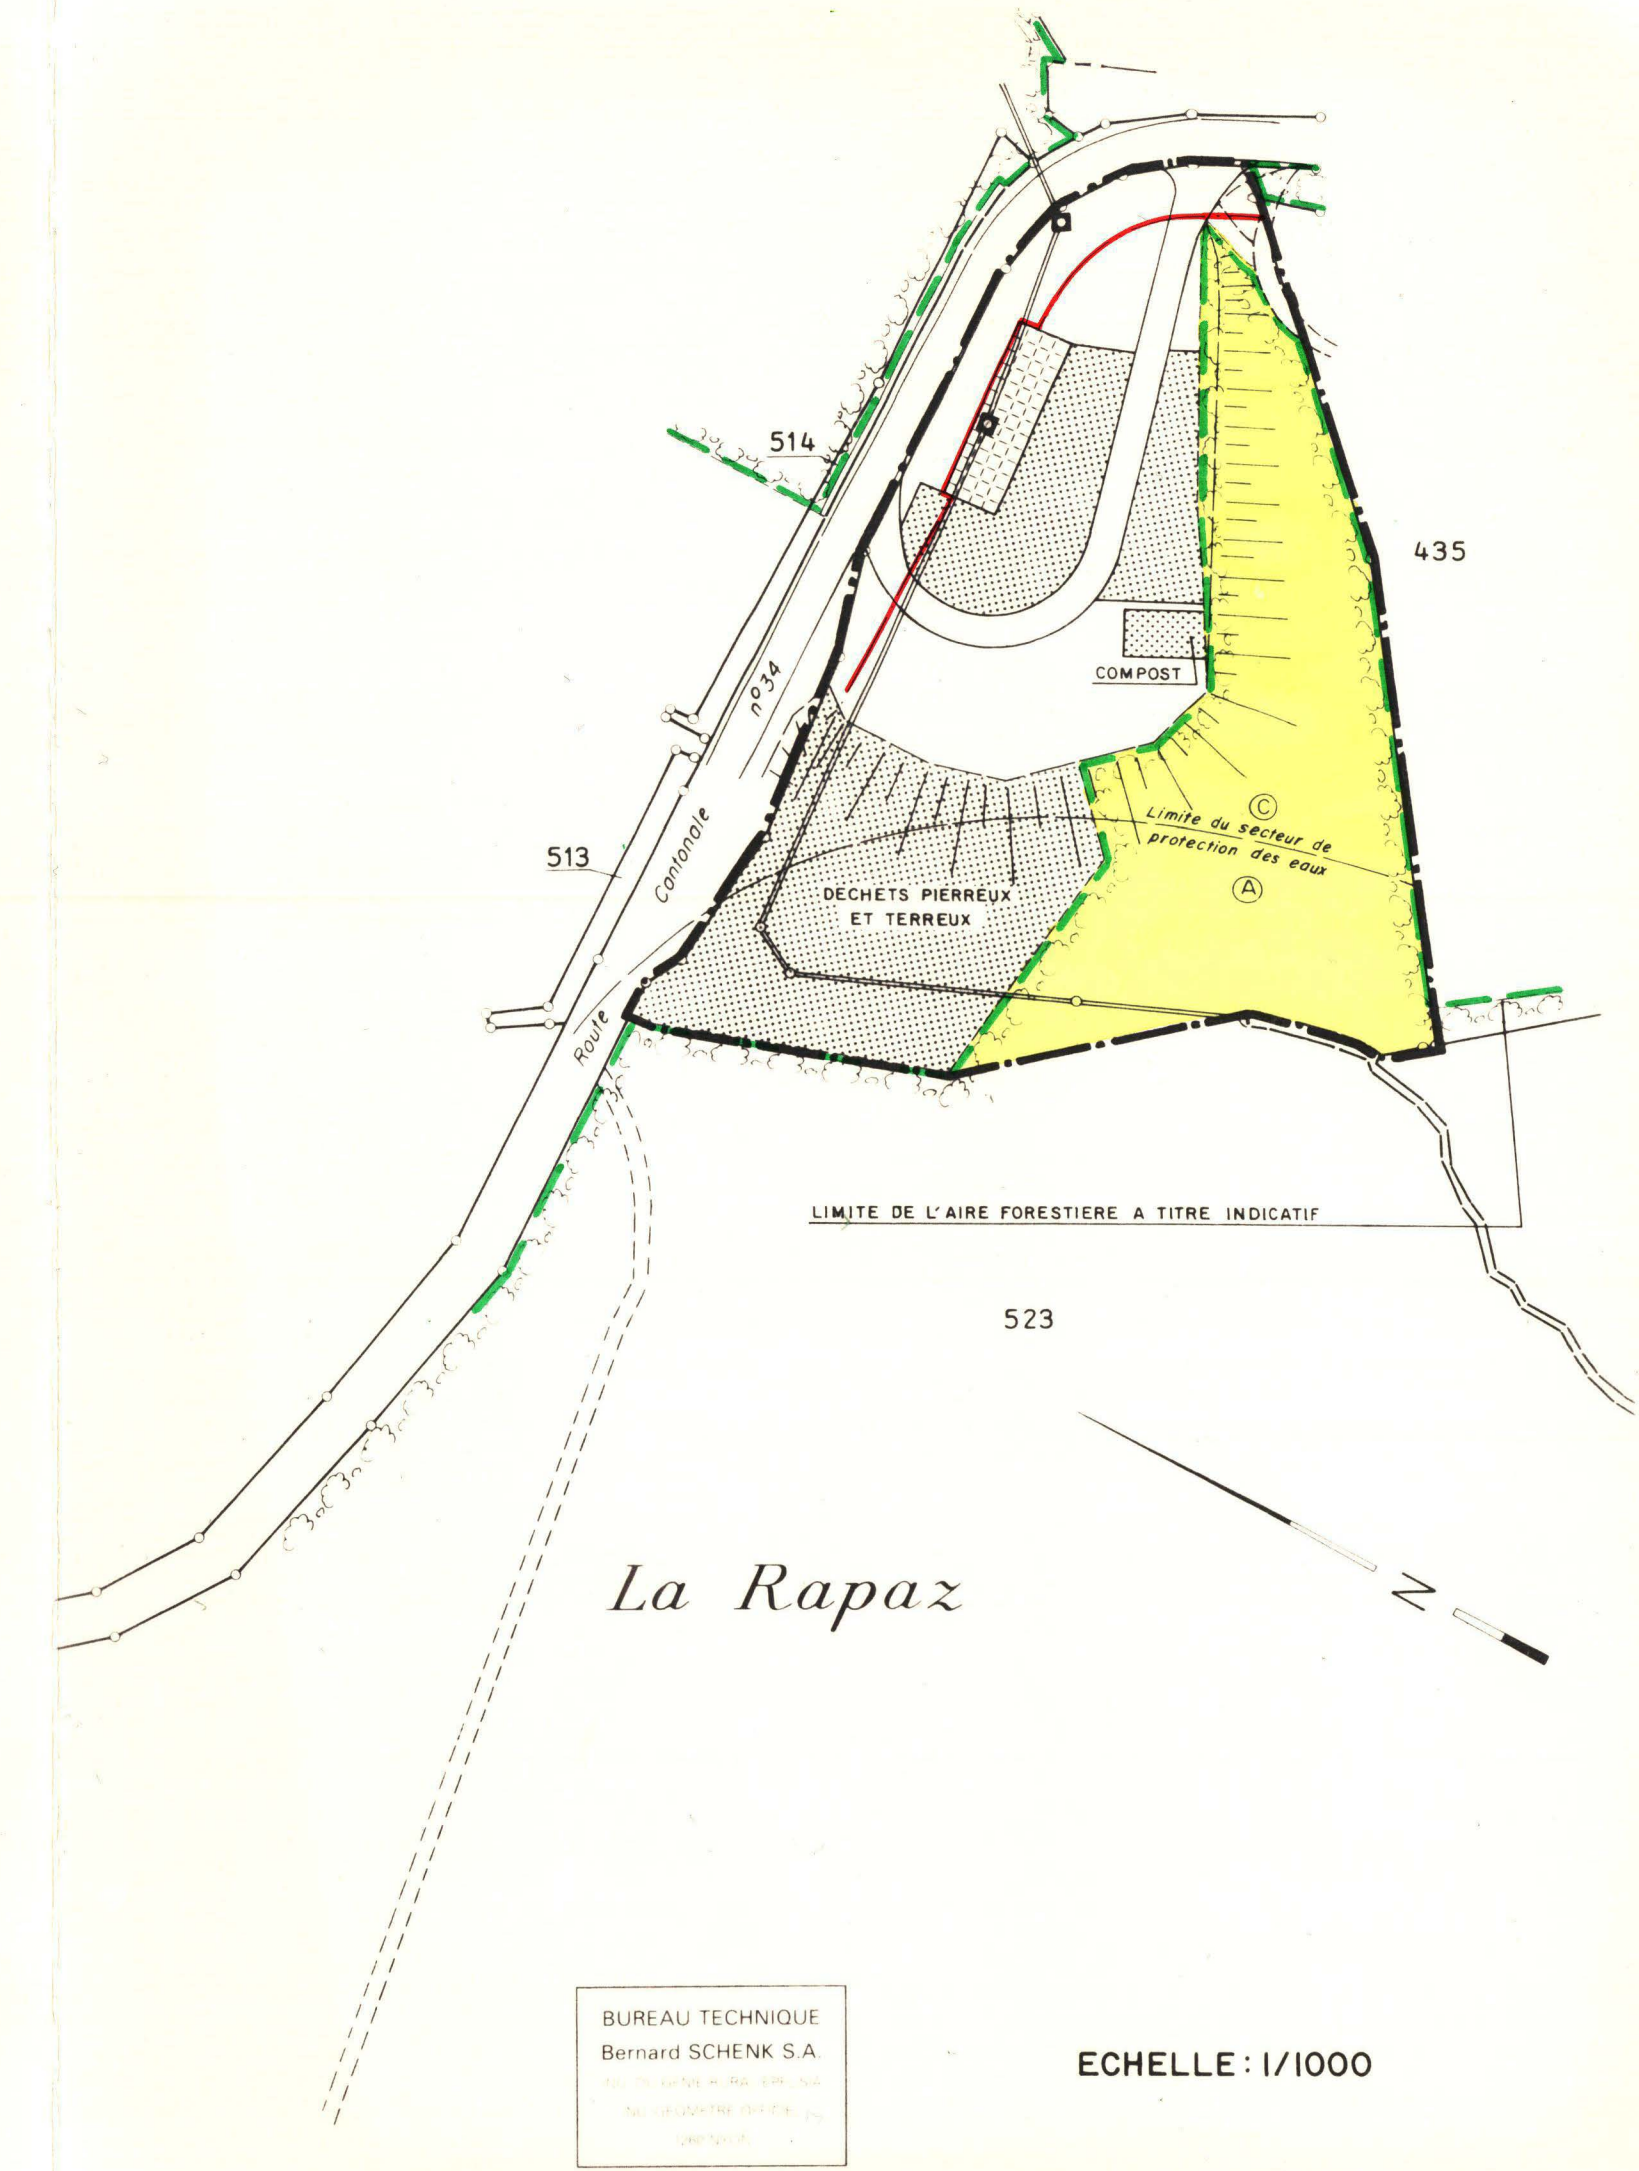 514
435
COMPOST
nº 34
Cantonale
Route
513
C
Limite du secteur de
protection des eaux
A
DECHETS PIERREUX
ET TERREUX
LIMITE DE L'AIRE FORESTIERE A TITRE INDICATIF
523
La Rapaz
N
BUREAU TECHNIQUE
Bernard SCHENK S.A.
ECHELLE: 1/1000